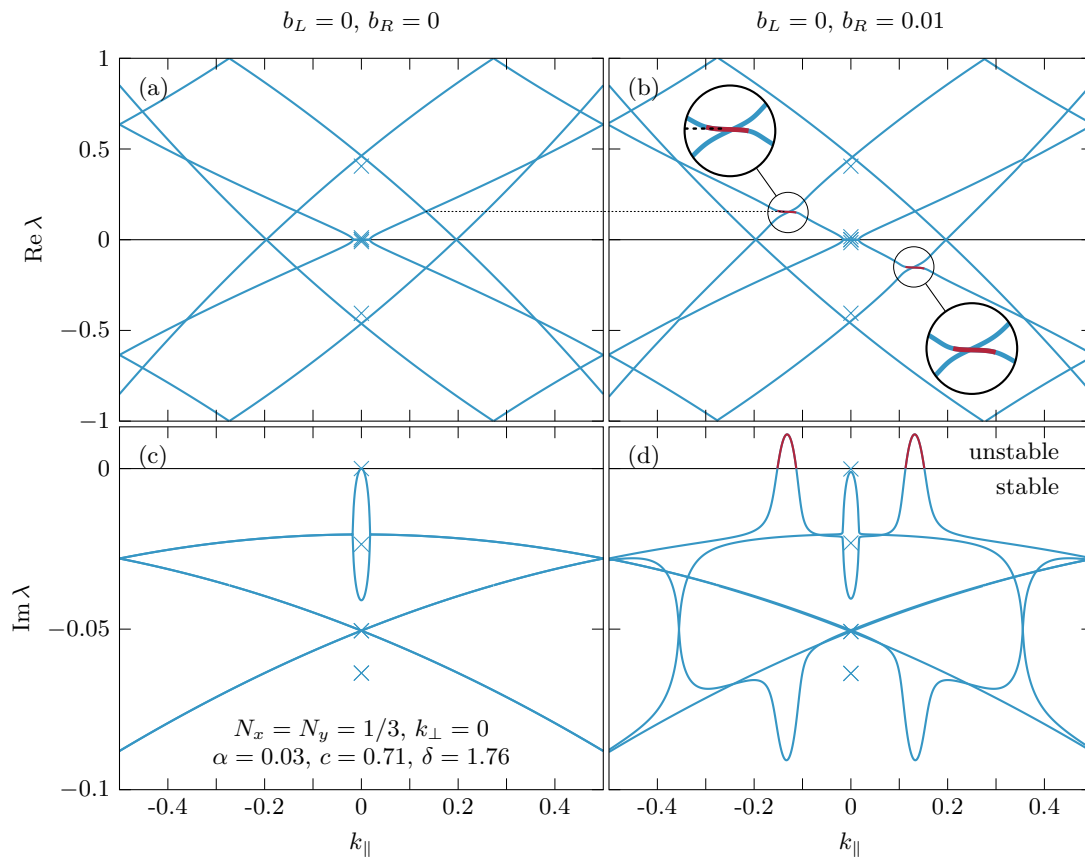 b_L = 0, b_R = 0
b_L = 0, b_R = 0.01
(a)
(b)
1
0.5
0
−0.5
−1
Re λ
(c)
(d)
unstable
stable
0
−0.05
−0.1
Im λ
N_x = N_y = 1/3, k_⊥ = 0
α = 0.03, c = 0.71, δ = 1.76
-0.4 -0.2 0 0.2 0.4
-0.4 -0.2 0 0.2 0.4
k_∥
k_∥